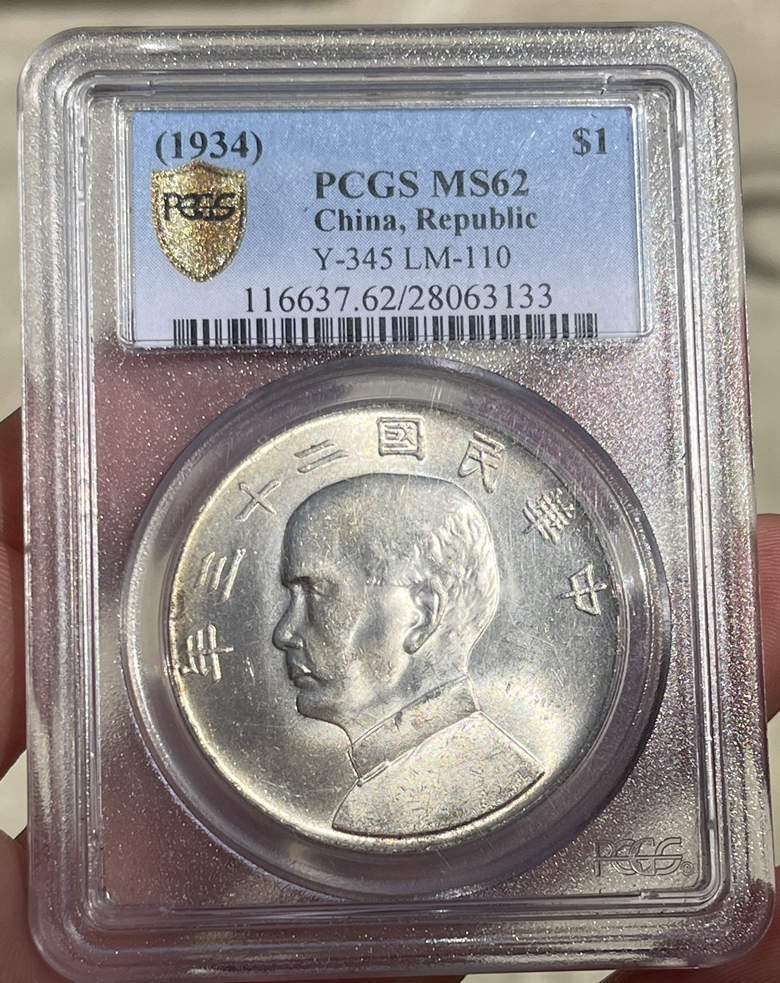 (1934) $1
PCGS
PCGS MS62
China, Republic
Y-345 LM-110
116637.62/28063133
年三十二國民華中
PCGS